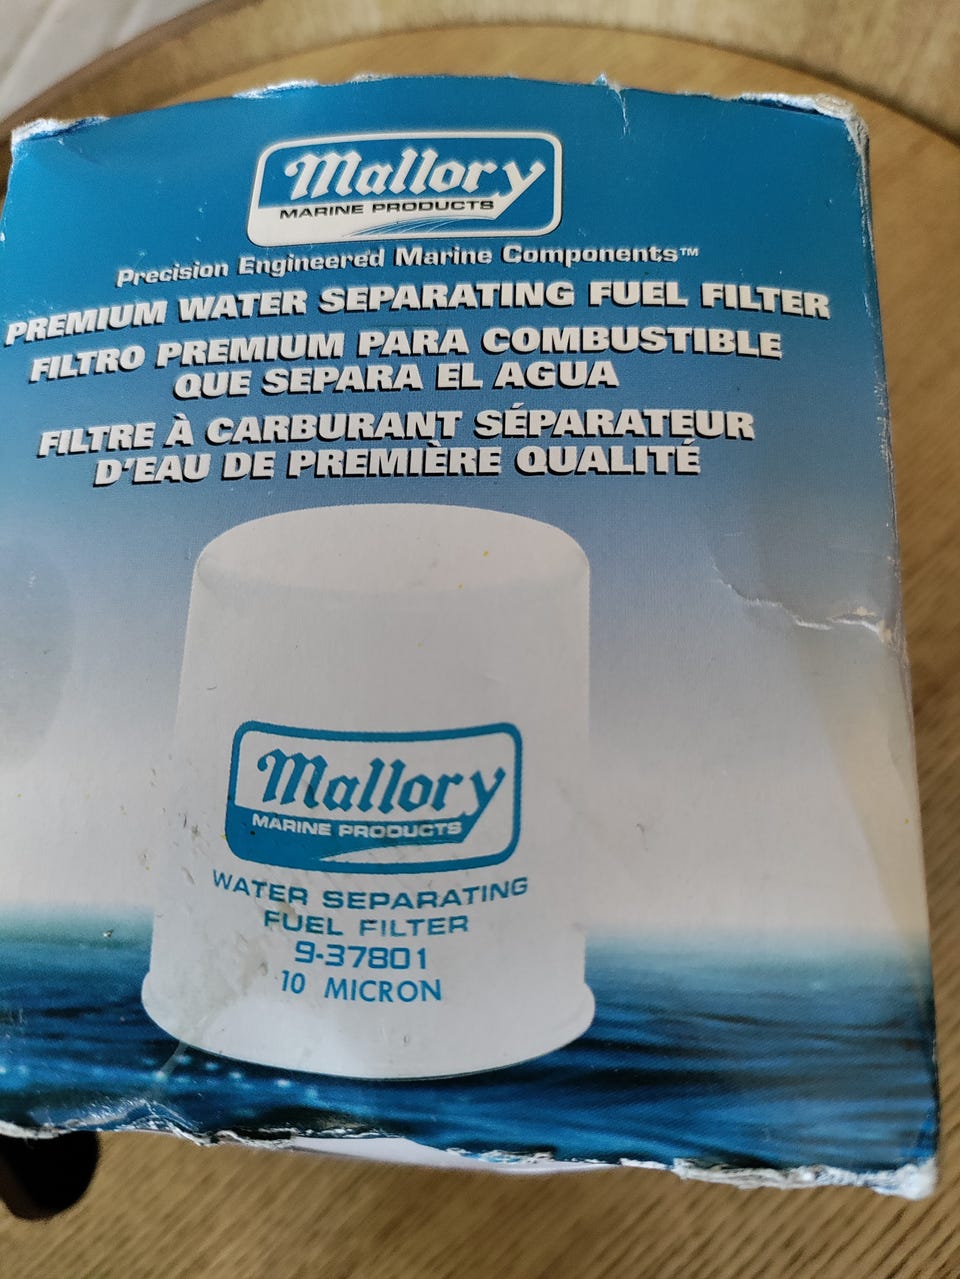 Mallory
MARINE PRODUCTS
Precision Engineered Marine Components™
PREMIUM WATER SEPARATING FUEL FILTER
FILTRO PREMIUM PARA COMBUSTIBLE
QUE SEPARA EL AGUA
FILTRE À CARBURANT SÉPARATEUR
D'EAU DE PREMIÈRE QUALITÉ
Mallory
MARINE PRODUCTS
WATER SEPARATING
FUEL FILTER
9-37801
10 MICRON